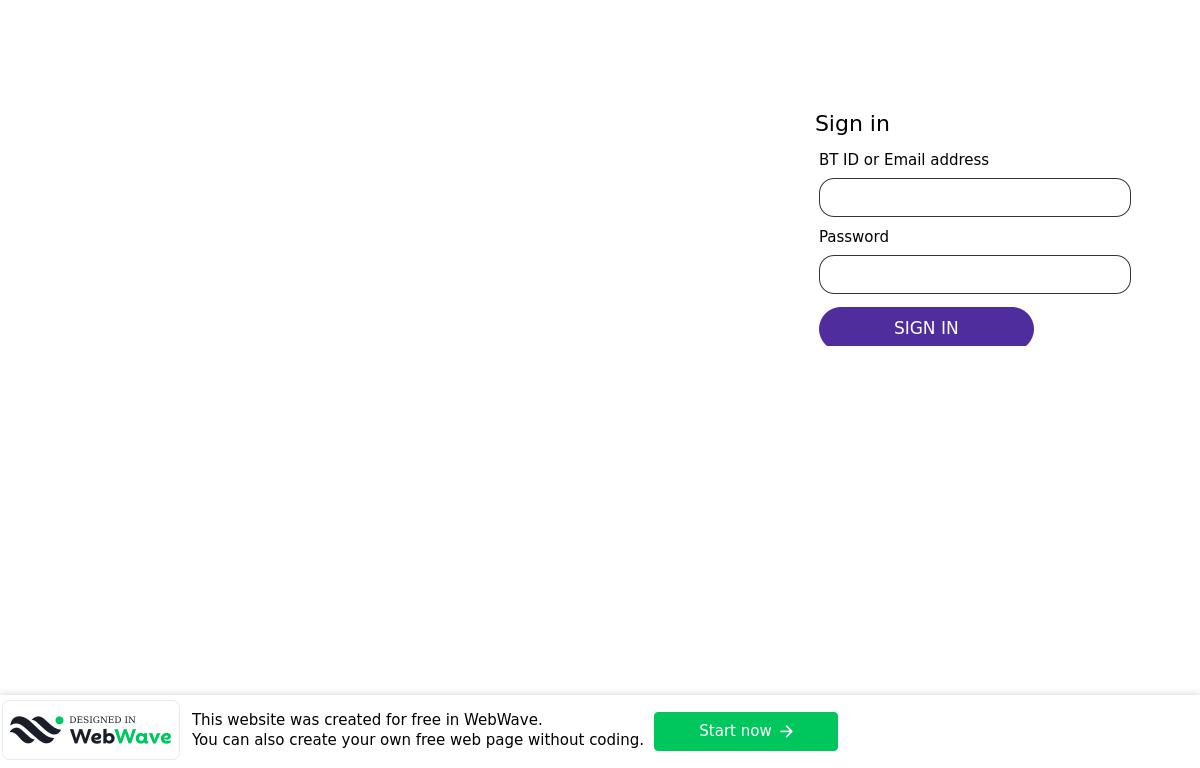 Sign in
BT ID or Email address
Password
SIGN IN
DESIGNED IN
WebWave
This website was created for free in WebWave.
You can also create your own free web page without coding.
Start now